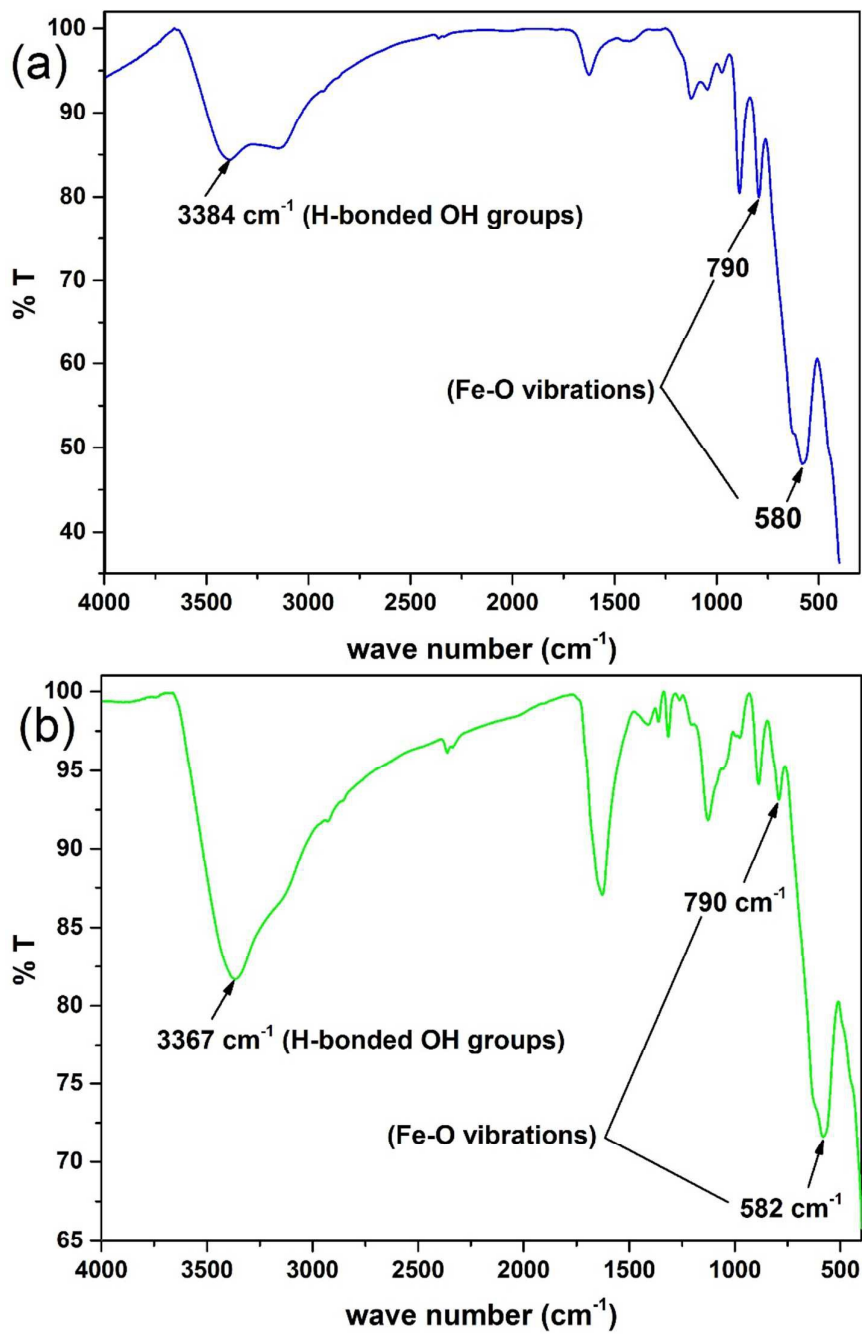 (a)
100
90
80
70
60
50
40
% T
3384 cm⁻¹ (H-bonded OH groups)
790
(Fe-O vibrations)
580
4000 3500 3000 2500 2000 1500 1000 500
wave number (cm⁻¹)
(b)
100
95
90
85
80
75
70
65
% T
790 cm⁻¹
3367 cm⁻¹ (H-bonded OH groups)
(Fe-O vibrations)
582 cm⁻¹
4000 3500 3000 2500 2000 1500 1000 500
wave number (cm⁻¹)